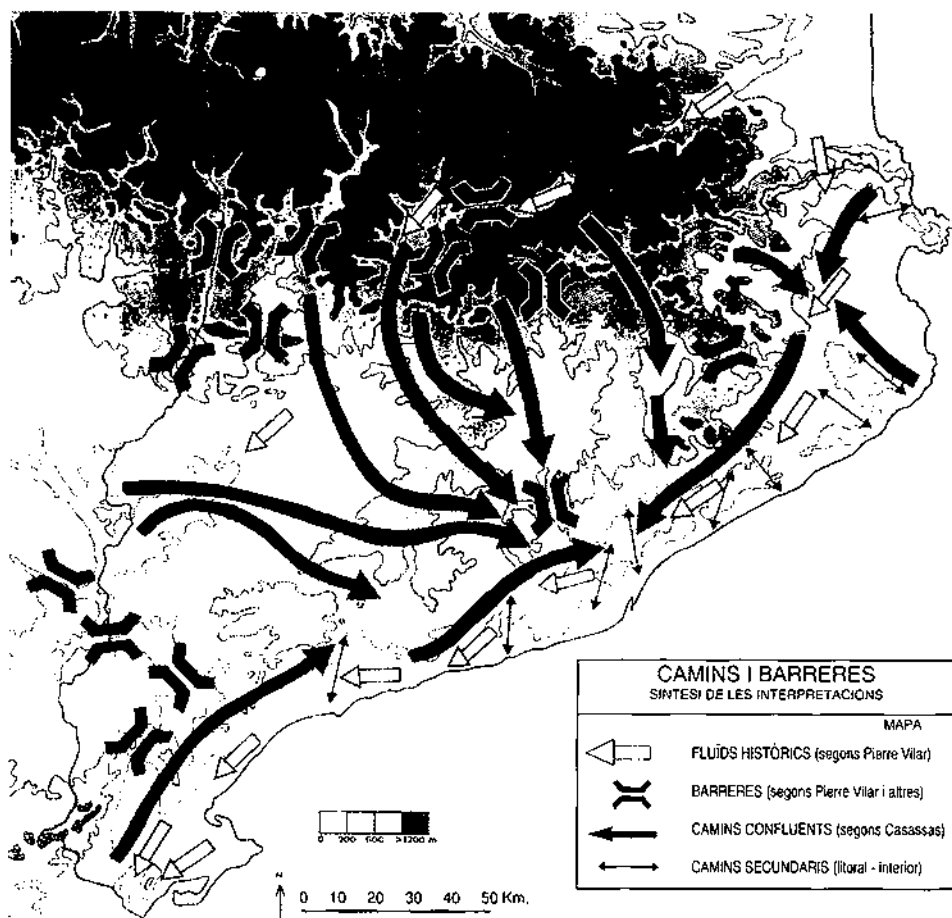 CAMINS I BARRERES
SINTESI DE LES INTERPRETACIONS
MAPA
FLUÏDS HISTÒRICS (segons Pierre Vilar)
BARRERES (segons Pierre Vilar i altres)
CAMINS CONFLUENTS (segons Casassas)
CAMINS SECUNDARIS (litoral - interior)
0 200 600 >1200 m
N
0 10 20 30 40 50 Km.